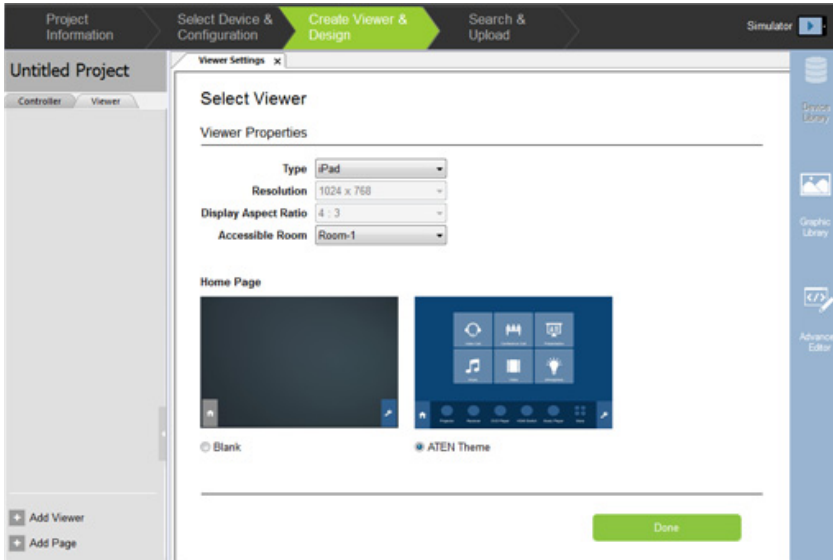 Project
Information
Select Device &
Configuration
Create Viewer &
Design
Search &
Upload
Simulator
Untitled Project
Controller
Viewer
Viewer Settings x
Select Viewer
Viewer Properties
Type iPad
Resolution 1024 x 768
Display Aspect Ratio 4 : 3
Accessible Room Room-1
Home Page
Blank
ATEN Theme
Done
Add Viewer
Add Page
Device
Library
Graphic
Library
Advance
Editor